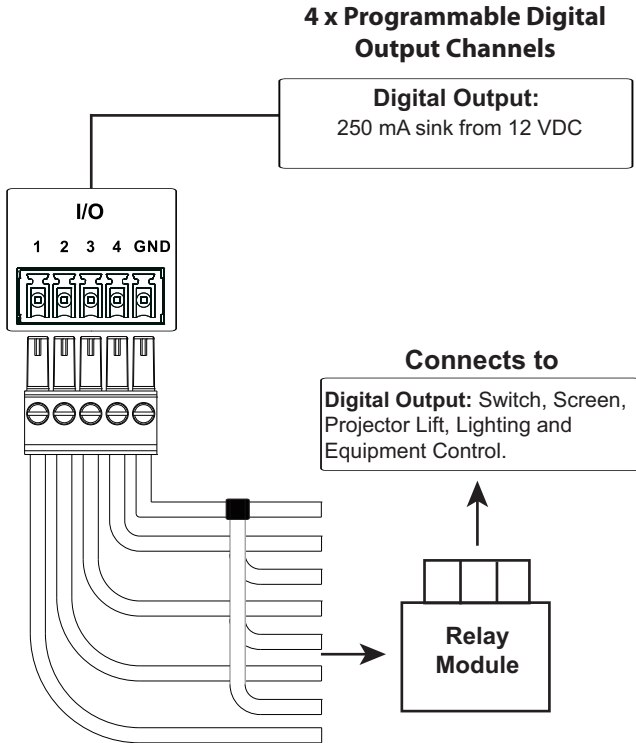 4 x Programmable Digital
Output Channels
Digital Output:
250 mA sink from 12 VDC
I/O
1 2 3 4 GND
Connects to
Digital Output: Switch, Screen,
Projector Lift, Lighting and
Equipment Control.
Relay
Module